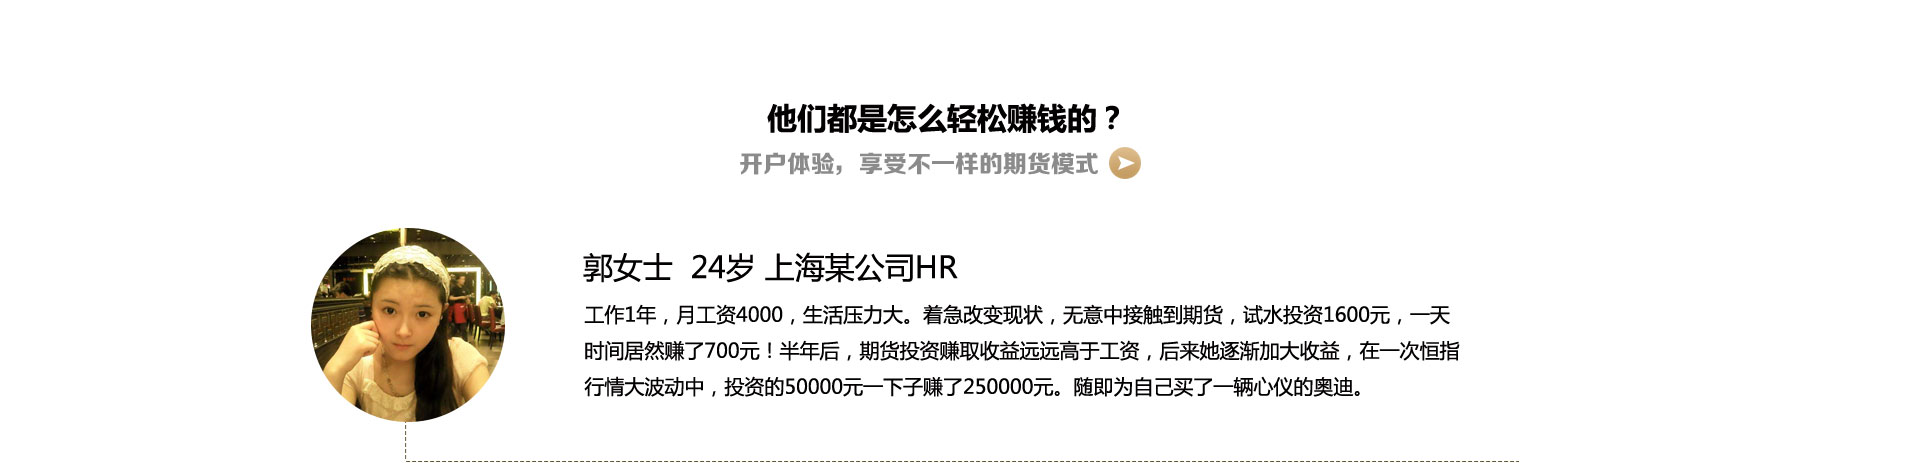 他们都是怎么轻松赚钱的？
开户体验，享受不一样的期货模式
郭女士 24岁 上海某公司HR
工作1年，月工资4000，生活压力大。着急改变现状，无意中接触到期货，试水投资1600元，一天
时间居然赚了700元！半年后，期货投资赚取收益远远高于工资，后来她逐渐加大收益，在一次恒指
行情大波动中，投资的50000元一下子赚了250000元。随即为自己买了一辆心仪的奥迪。